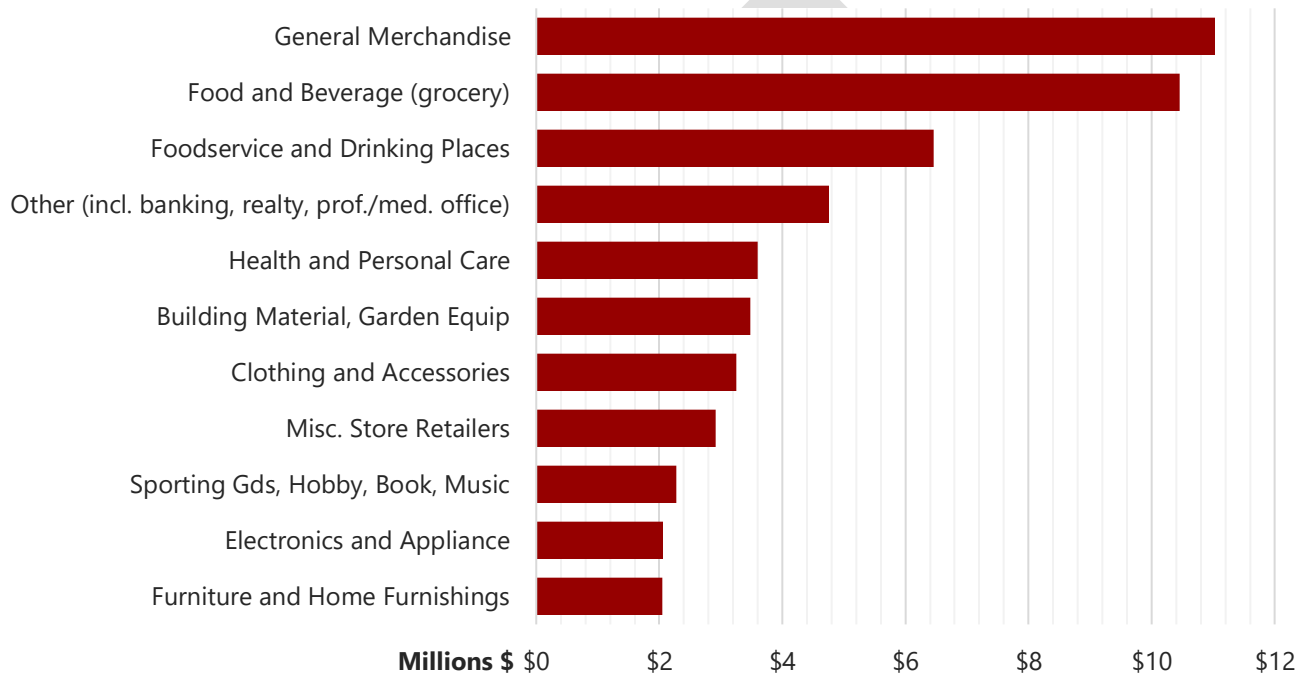 General Merchandise
Food and Beverage (grocery)
Foodservice and Drinking Places
Other (incl. banking, realty, prof./med. office)
Health and Personal Care
Building Material, Garden Equip
Clothing and Accessories
Misc. Store Retailers
Sporting Gds, Hobby, Book, Music
Electronics and Appliance
Furniture and Home Furnishings
Millions $ $0 $2 $4 $6 $8 $10 $12